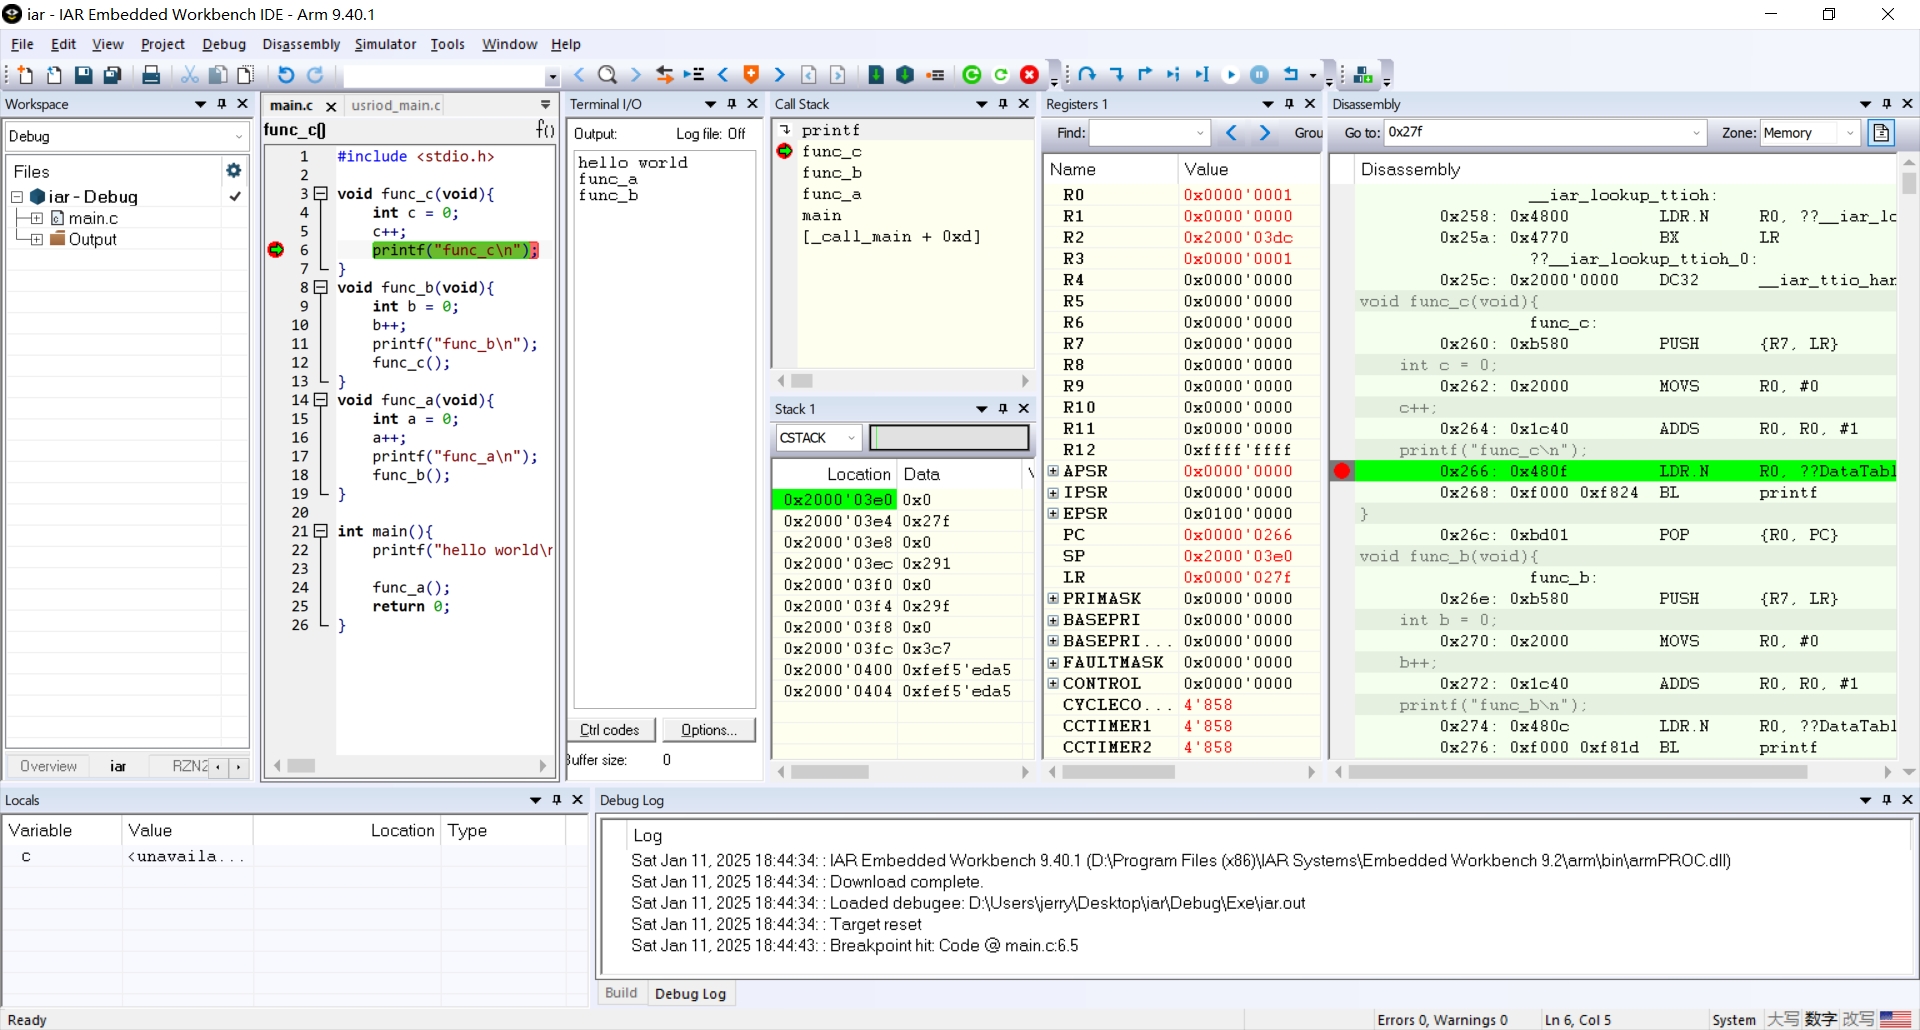 iar - IAR Embedded Workbench IDE - Arm 9.40.1
File Edit View Project Debug Disassembly Simulator Tools Window Help
Workspace
Debug
Files
iar - Debug
main.c
Output
Overview iar RZN2
main.c usriod_main.c
func_c() f()
1 #include <stdio.h>
2
3 void func_c(void){
4 int c = 0;
5 c++;
6 printf("func_c\n");
7 }
8 void func_b(void){
9 int b = 0;
10 b++;
11 printf("func_b\n");
12 func_c();
13 }
14 void func_a(void){
15 int a = 0;
16 a++;
17 printf("func_a\n");
18 func_b();
19 }
20
21 int main(){
22 printf("hello world\r
23
24 func_a();
25 return 0;
26 }
Terminal I/O
Output: Log file: Off
hello world
func_a
func_b
Ctrl codes Options...
Buffer size: 0
Call Stack
printf
func_c
func_b
func_a
main
[_call_main + 0xd]
Stack 1
CSTACK
Location Data
0x2000'03e0 0x0
0x2000'03e4 0x27f
0x2000'03e8 0x0
0x2000'03ec 0x291
0x2000'03f0 0x0
0x2000'03f4 0x29f
0x2000'03f8 0x0
0x2000'03fc 0x3c7
0x2000'0400 0xfef5'eda5
0x2000'0404 0xfef5'eda5
Registers 1
Find: Grou
Name Value
R0 0x0000'0001
R1 0x0000'0000
R2 0x2000'03dc
R3 0x0000'0001
R4 0x0000'0000
R5 0x0000'0000
R6 0x0000'0000
R7 0x0000'0000
R8 0x0000'0000
R9 0x0000'0000
R10 0x0000'0000
R11 0x0000'0000
R12 0xffff'ffff
APSR 0x0000'0000
IPSR 0x0000'0000
EPSR 0x0100'0000
PC 0x0000'0266
SP 0x2000'03e0
LR 0x0000'027f
PRIMASK 0x0000'0000
BASEPRI 0x0000'0000
BASEPRI... 0x0000'0000
FAULTMASK 0x0000'0000
CONTROL 0x0000'0000
CYCLECO... 4'858
CCTIMER1 4'858
CCTIMER2 4'858
Disassembly
Go to: 0x27f Zone: Memory
Disassembly
__iar_lookup_ttioh:
0x258: 0x4800 LDR.N R0, ??__iar_lo
0x25a: 0x4770 BX LR
??__iar_lookup_ttioh_0:
0x25c: 0x2000'0000 DC32 __iar_ttio_har
void func_c(void){
func_c:
0x260: 0xb580 PUSH {R7, LR}
int c = 0;
0x262: 0x2000 MOVS R0, #0
c++;
0x264: 0x1c40 ADDS R0, R0, #1
printf("func_c\n");
0x266: 0x480f LDR.N R0, ??DataTabl
0x268: 0xf000 0xf824 BL printf
}
0x26c: 0xbd01 POP {R0, PC}
void func_b(void){
func_b:
0x26e: 0xb580 PUSH {R7, LR}
int b = 0;
0x270: 0x2000 MOVS R0, #0
b++;
0x272: 0x1c40 ADDS R0, R0, #1
printf("func_b\n");
0x274: 0x480c LDR.N R0, ??DataTabl
0x276: 0xf000 0xf81d BL printf
Locals
Variable Value Location Type
c <unavaila...
Debug Log
Log
Sat Jan 11, 2025 18:44:34: : IAR Embedded Workbench 9.40.1 (D:\Program Files (x86)\IAR Systems\Embedded Workbench 9.2\arm\bin\armPROC.dll)
Sat Jan 11, 2025 18:44:34: : Download complete.
Sat Jan 11, 2025 18:44:34: : Loaded debugee: D:\Users\jerry\Desktop\iar\Debug\Exe\iar.out
Sat Jan 11, 2025 18:44:34: : Target reset
Sat Jan 11, 2025 18:44:43: : Breakpoint hit: Code @ main.c:6.5
Build Debug Log
Ready Errors 0, Warnings 0 Ln 6, Col 5 System 大写 数字 改写